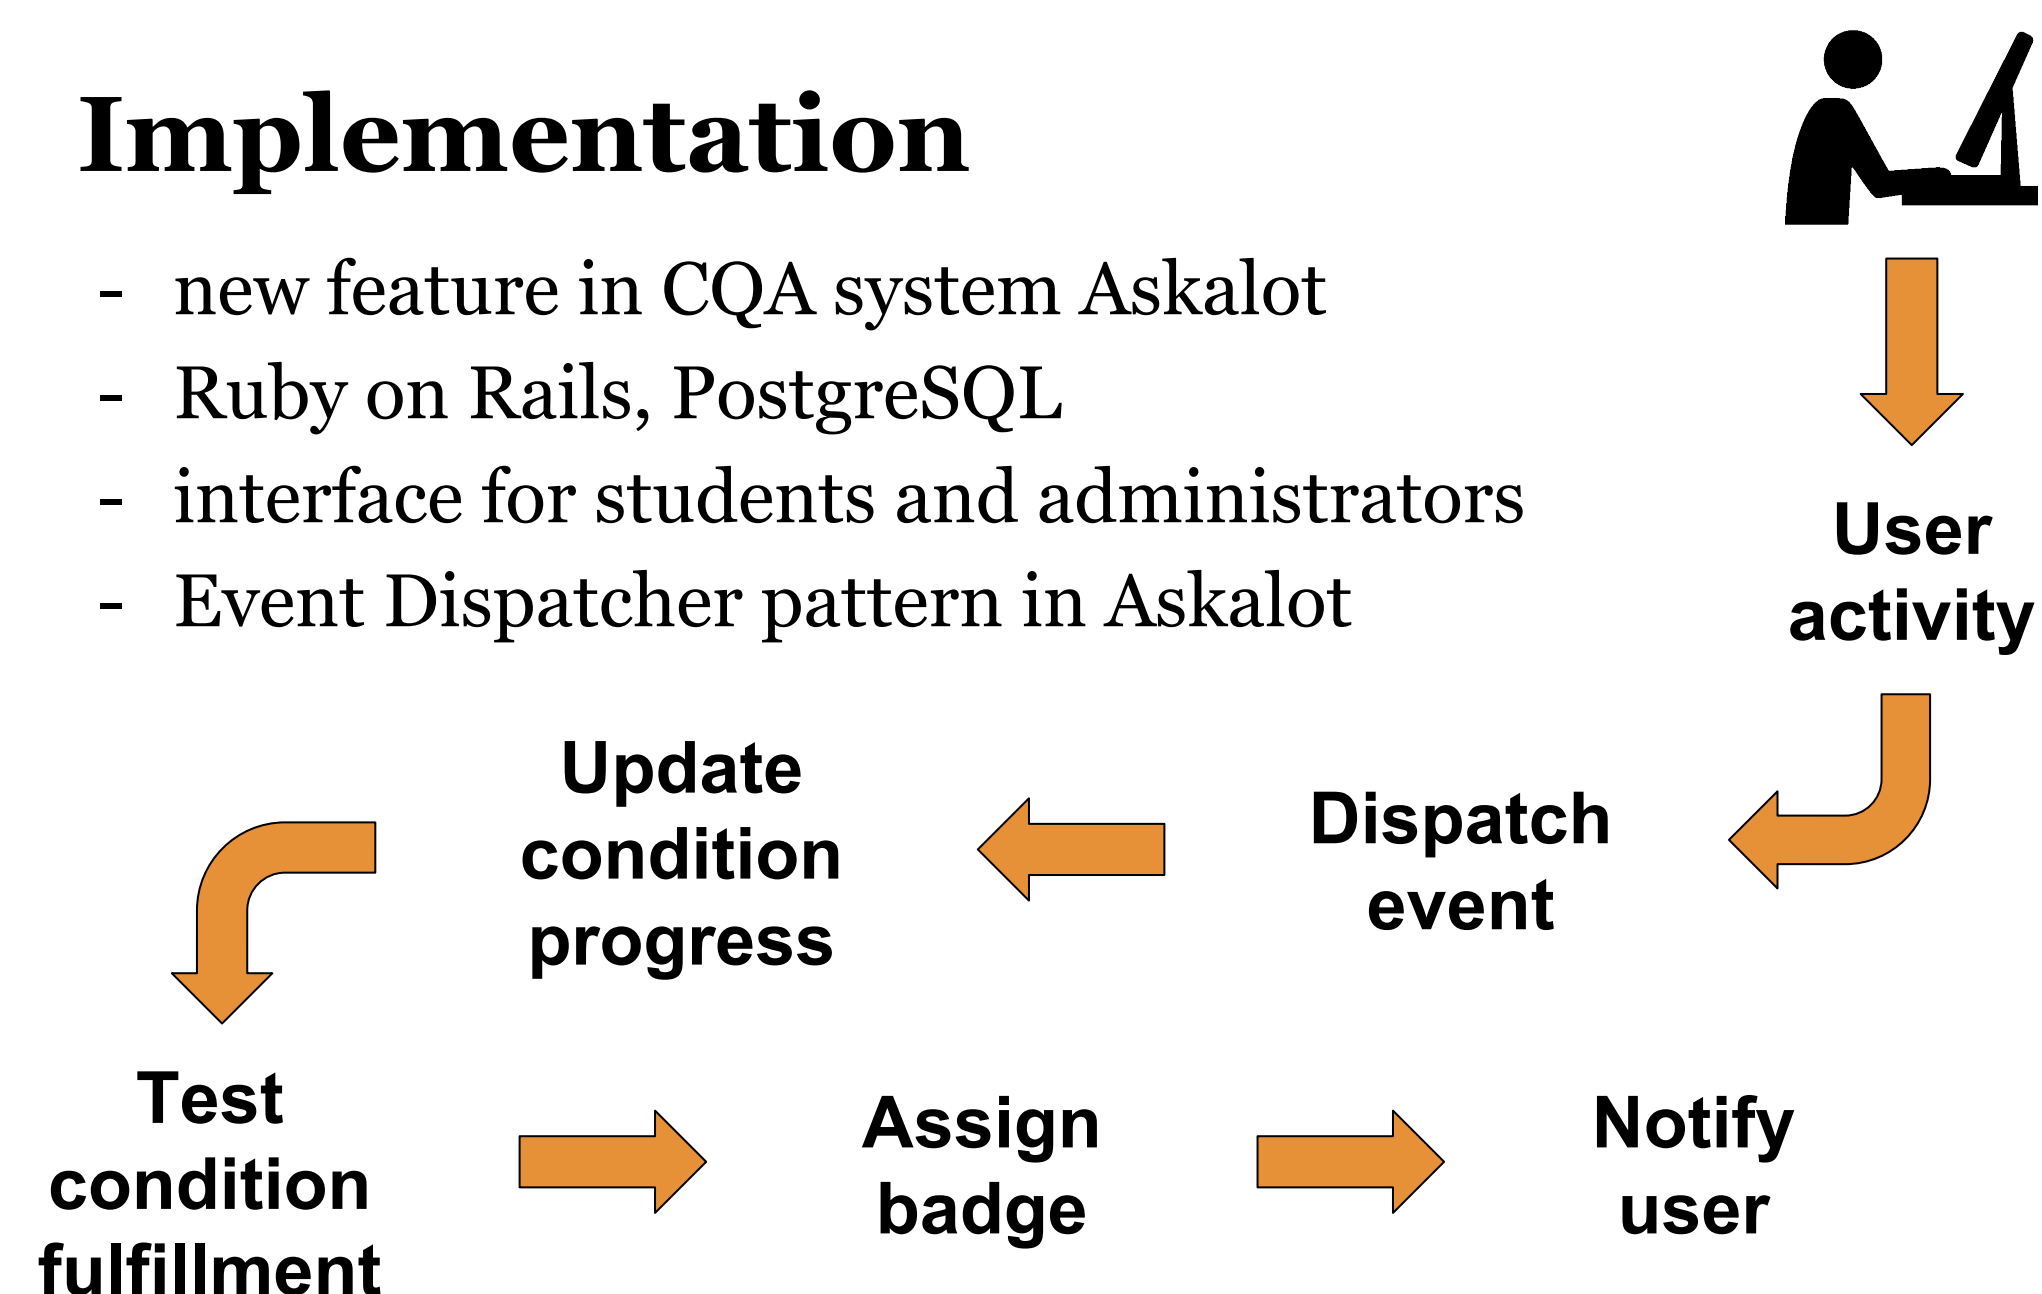 Implementation
- new feature in CQA system Askalot
- Ruby on Rails, PostgreSQL
- interface for students and administrators
- Event Dispatcher pattern in Askalot
User
activity
Dispatch
event
Update
condition
progress
Test
condition
fulfillment
Assign
badge
Notify
user